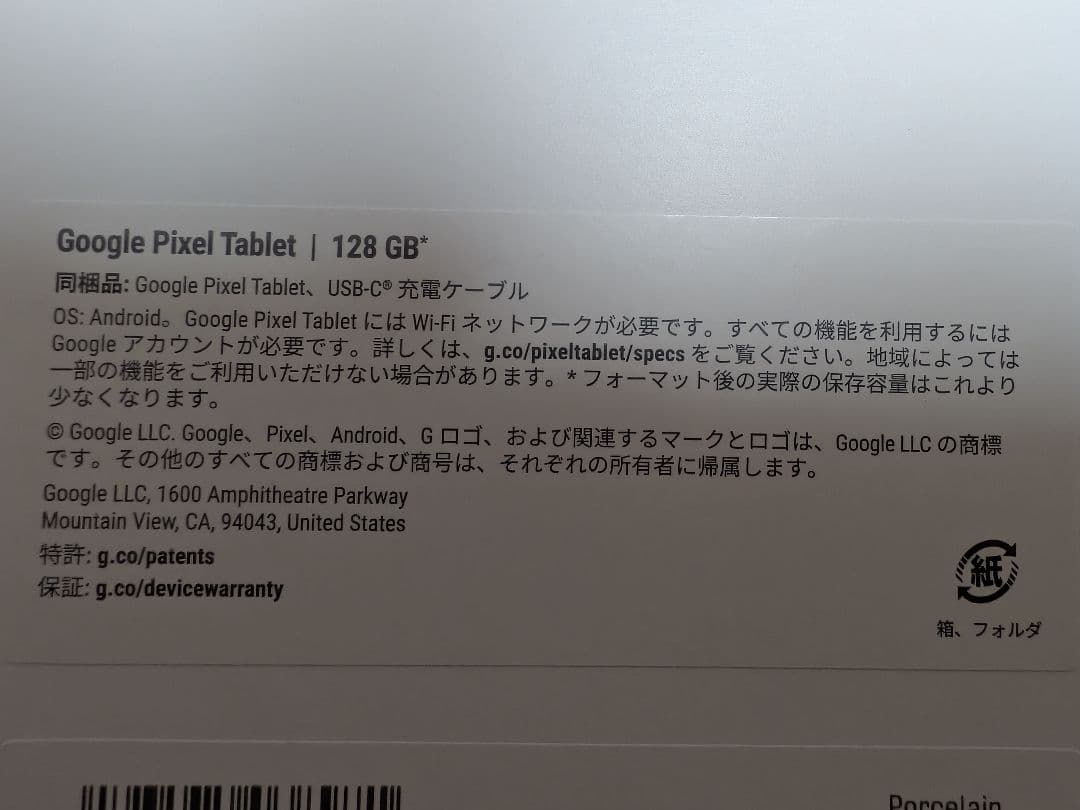 Google Pixel Tablet | 128 GB*
同梱品: Google Pixel Tablet、USB-C® 充電ケーブル
OS: Android。Google Pixel Tablet には Wi-Fi ネットワークが必要です。すべての機能を利用するには
Google アカウントが必要です。詳しくは、g.co/pixeltablet/specs をご覧ください。地域によっては
一部の機能をご利用いただけない場合があります。* フォーマット後の実際の保存容量はこれより
少なくなります。
© Google LLC. Google、Pixel、Android、G ロゴ、および関連するマークとロゴは、Google LLC の商標
です。その他のすべての商標および商号は、それぞれの所有者に帰属します。
Google LLC, 1600 Amphitheatre Parkway
Mountain View, CA, 94043, United States
特許: g.co/patents
保証: g.co/devicewarranty
紙
箱、フォルダ
Porcelain